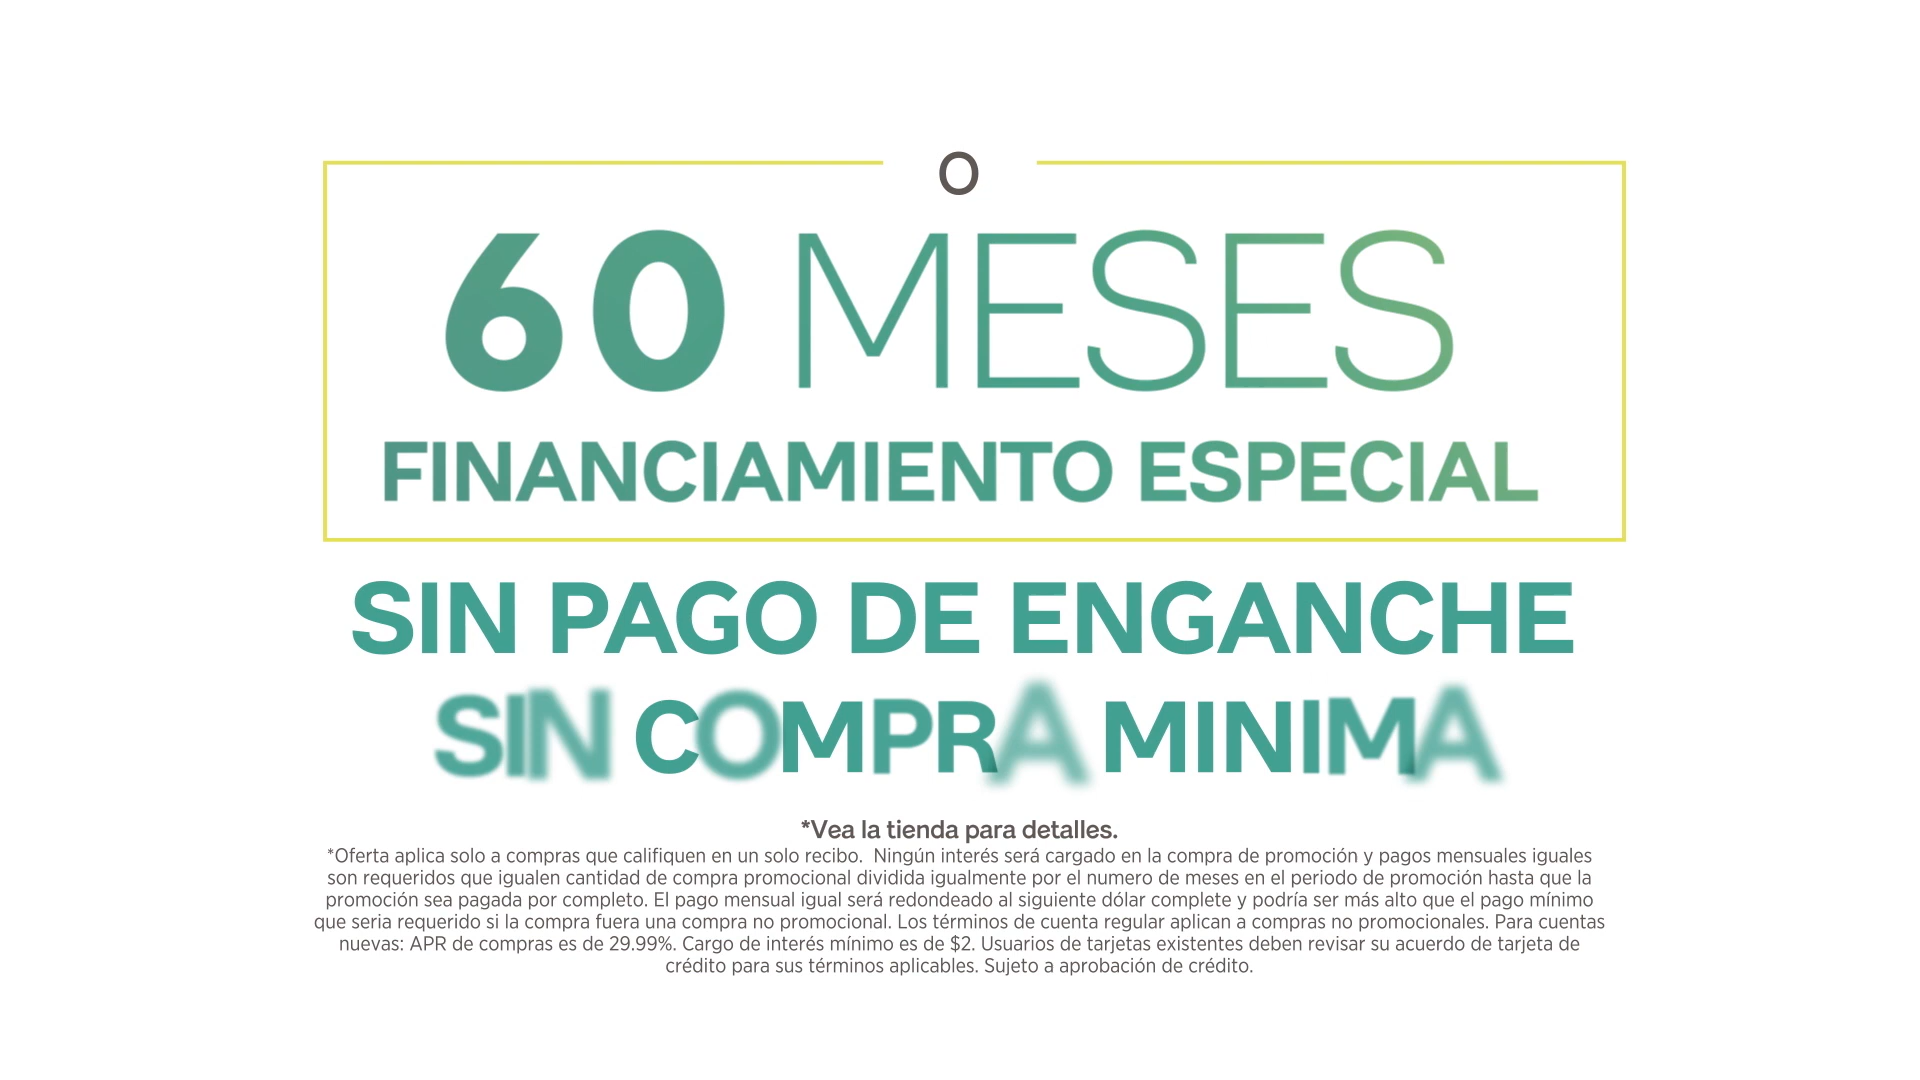 O
60 MESES
FINANCIAMIENTO ESPECIAL
SIN PAGO DE ENGANCHE
SIN COMPRA MINIMA
*Vea la tienda para detalles.
*Oferta aplica solo a compras que califiquen en un solo recibo.  Ningún interés será cargado en la compra de promoción y pagos mensuales iguales
son requeridos que igualen cantidad de compra promocional dividida igualmente por el numero de meses en el periodo de promoción hasta que la
promoción sea pagada por completo. El pago mensual igual será redondeado al siguiente dólar complete y podría ser más alto que el pago mínimo
que seria requerido si la compra fuera una compra no promocional. Los términos de cuenta regular aplican a compras no promocionales. Para cuentas
nuevas: APR de compras es de 29.99%. Cargo de interés mínimo es de $2. Usuarios de tarjetas existentes deben revisar su acuerdo de tarjeta de
crédito para sus términos aplicables. Sujeto a aprobación de crédito.